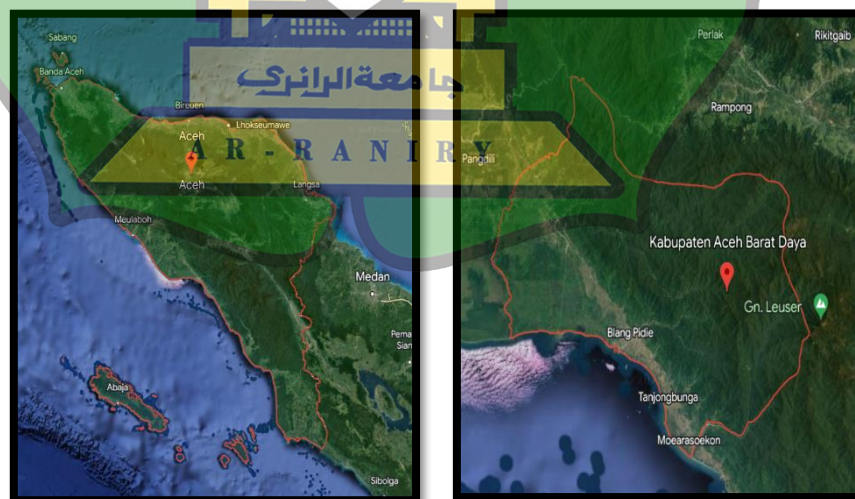 Sabang
Banda Aceh
Bireuen
Lhokseumawe
Aceh
Aceh
Langsa
Meulaboh
Medan
Abaja
Sibolga
جامعة الرانري
AR-RANIRY
Perlak
Rikitgaib
Rampong
Pangdili
Kabupaten Aceh Barat Daya
Gn. Leuser
Blang Pidie
Tanjongbunga
Moearasoekon